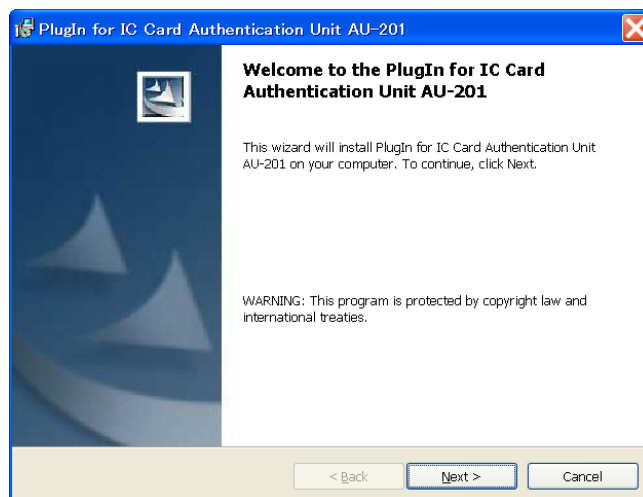 PlugIn for IC Card Authentication Unit AU-201
Welcome to the PlugIn for IC Card
Authentication Unit AU-201
This wizard will install PlugIn for IC Card Authentication Unit
AU-201 on your computer. To continue, click Next.
WARNING: This program is protected by copyright law and
international treaties.
< Back
Next >
Cancel